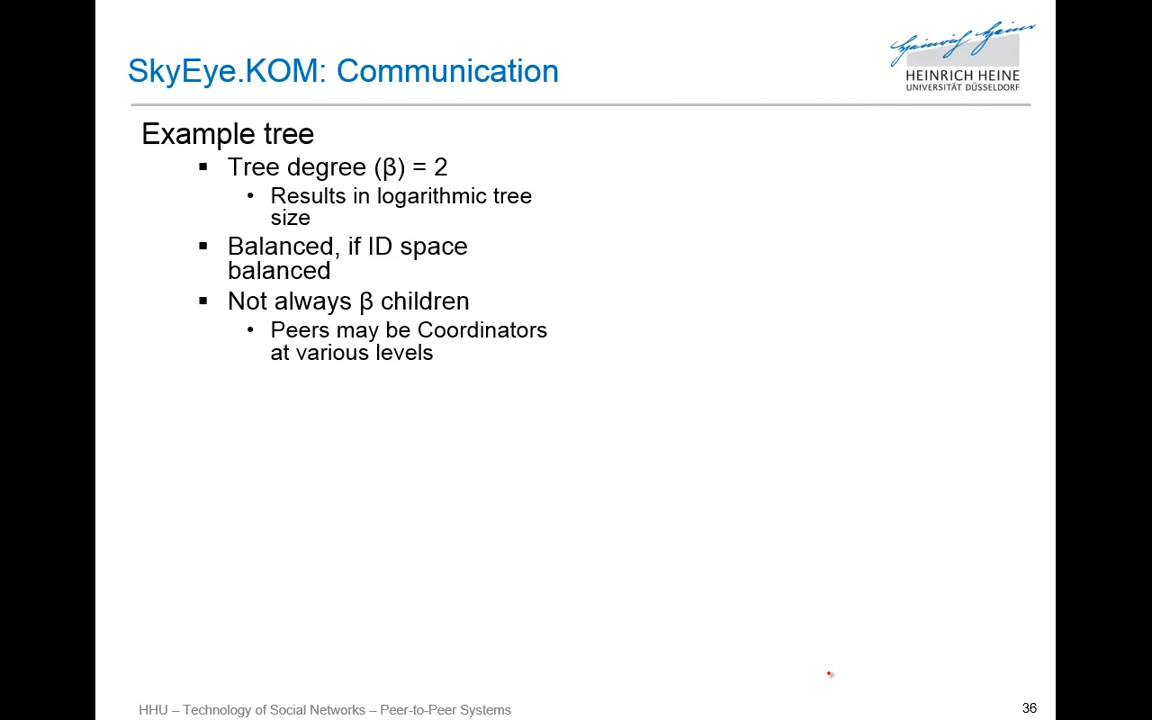 SkyEye.KOM: Communication
Heinrich Heine
HEINRICH HEINE
UNIVERSITÄT DÜSSELDORF
Example tree
▪ Tree degree (β) = 2
• Results in logarithmic tree
size
▪ Balanced, if ID space
balanced
▪ Not always β children
• Peers may be Coordinators
at various levels
HHU – Technology of Social Networks – Peer-to-Peer Systems
36